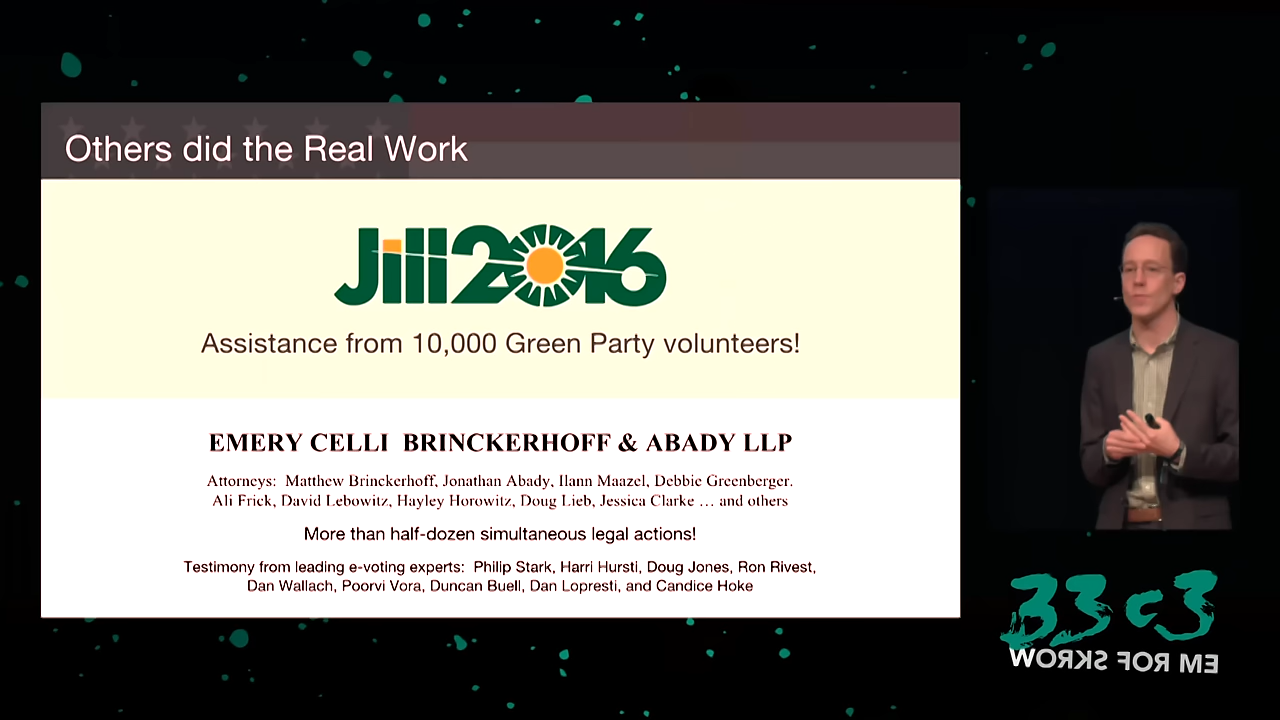 Others did the Real Work
Jill2016
Assistance from 10,000 Green Party volunteers!
EMERY CELLI BRINCKERHOFF & ABADY LLP
Attorneys: Matthew Brinckerhoff, Jonathan Abady, Ilann Maazel, Debbie Greenberger.
Ali Frick, David Lebowitz, Hayley Horowitz, Doug Lieb, Jessica Clarke … and others
More than half-dozen simultaneous legal actions!
Testimony from leading e-voting experts: Philip Stark, Harri Hursti, Doug Jones, Ron Rivest,
Dan Wallach, Poorvi Vora, Duncan Buell, Dan Lopresti, and Candice Hoke
33c3
WORKS FOR ME